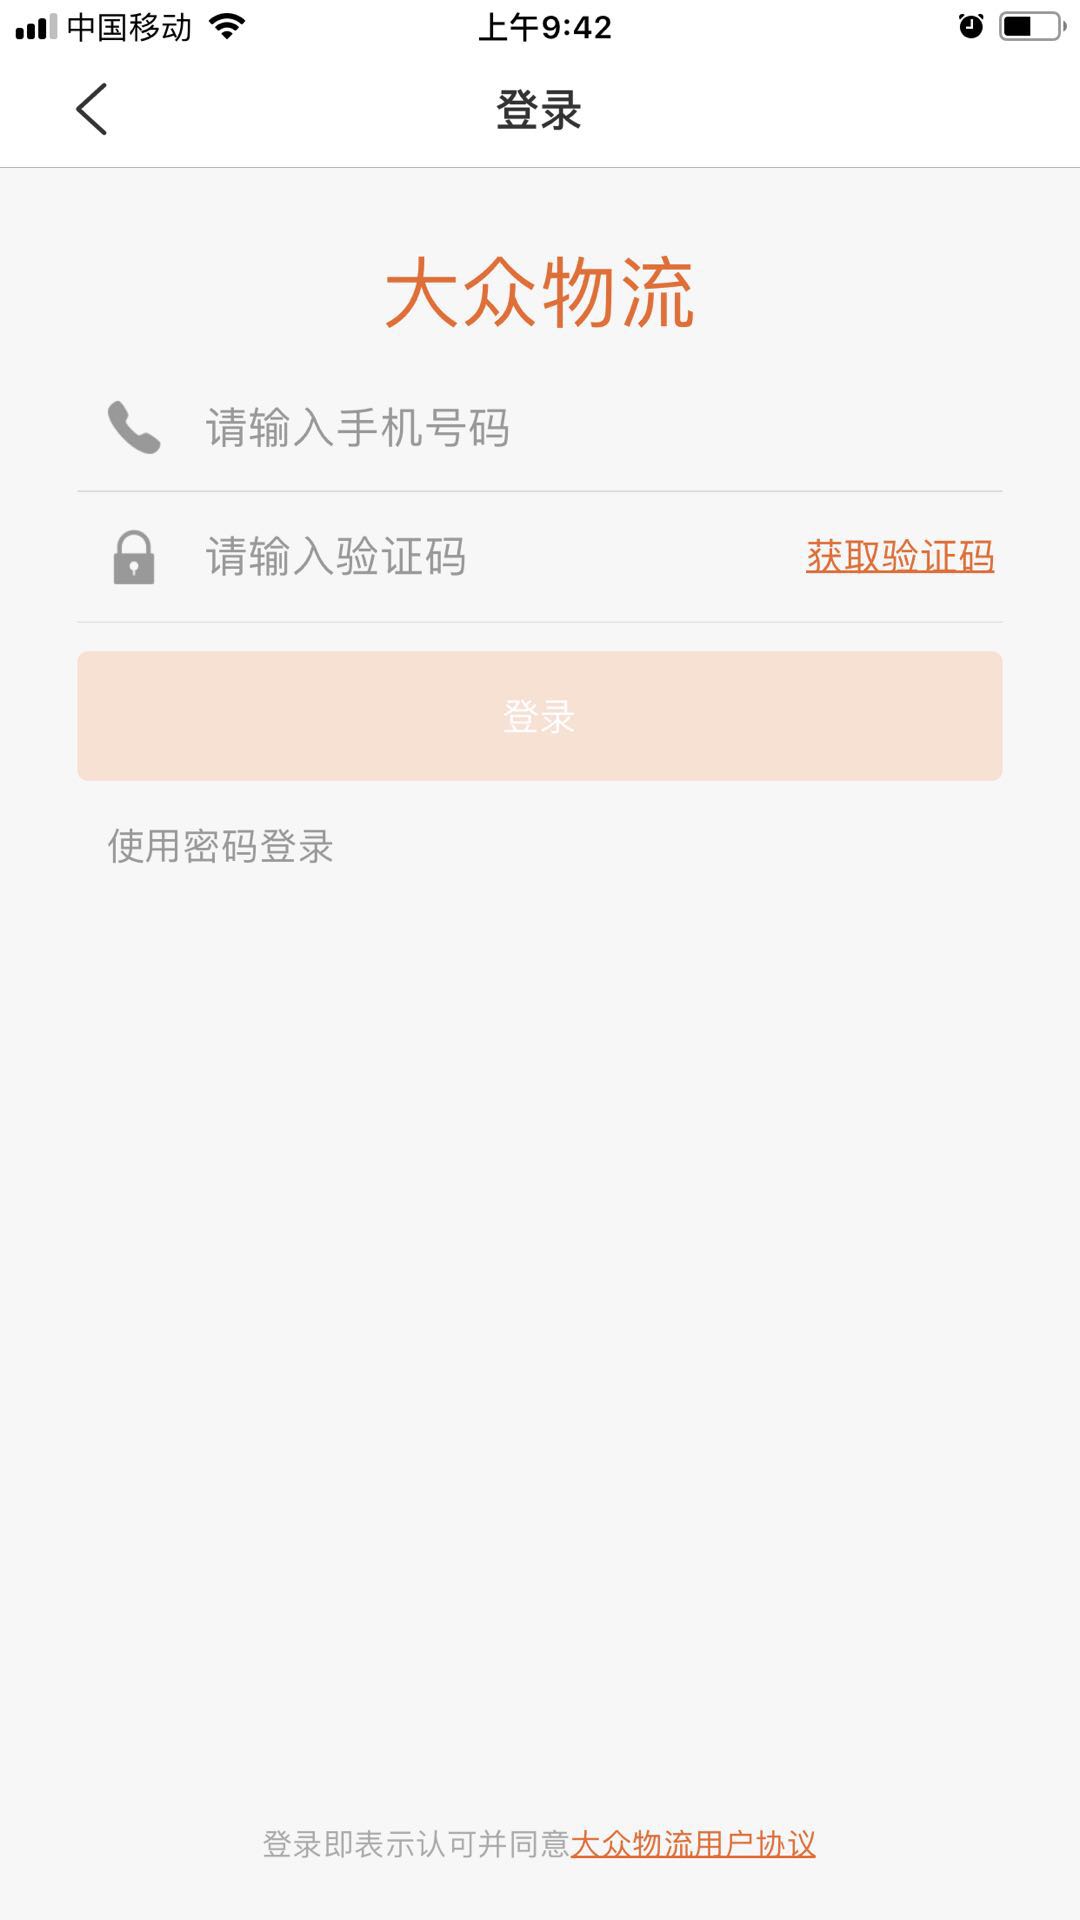 中国移动 上午9:42
登录
大众物流
请输入手机号码
请输入验证码 获取验证码
登录
使用密码登录
登录即表示认可并同意大众物流用户协议